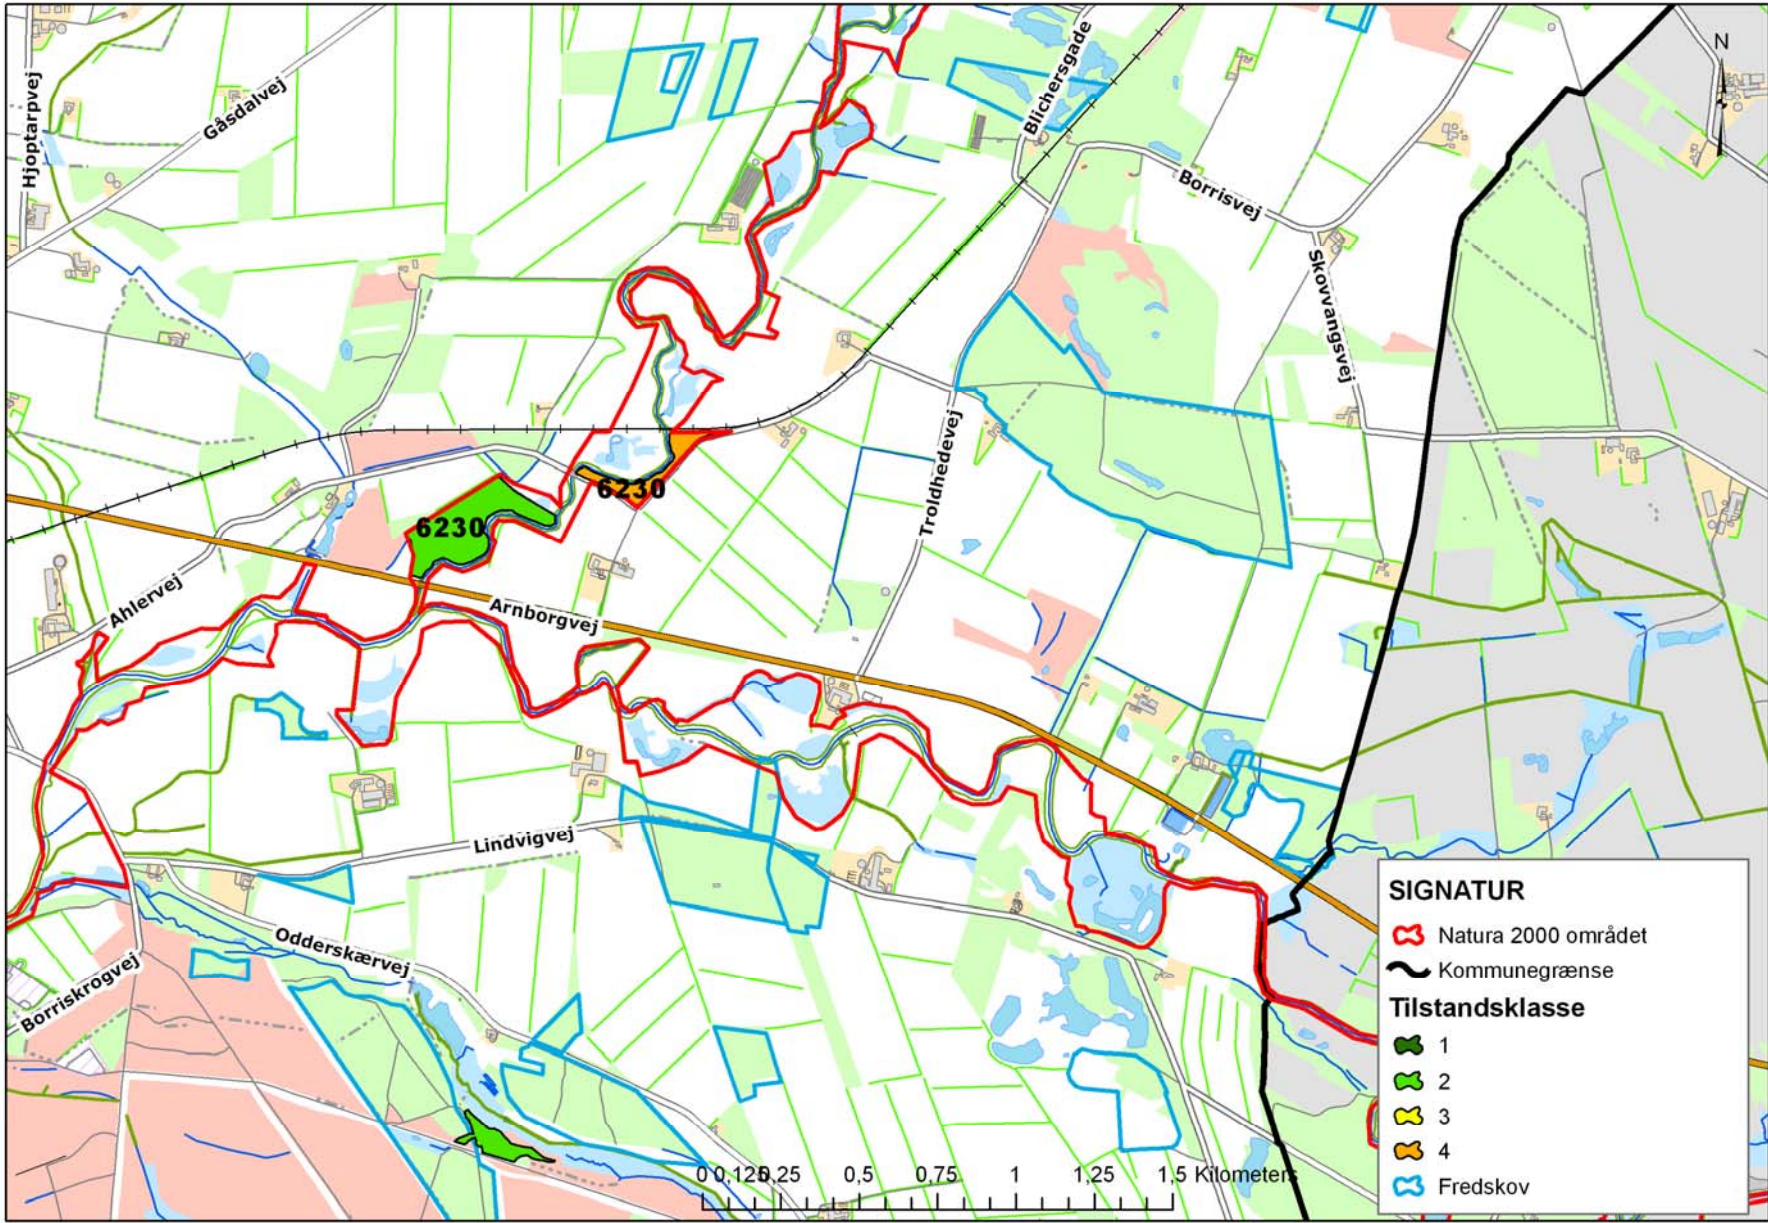 N
Hjoptarpvej
Gåsdalvej
Blichersgade
Borrisvej
Skovvangsvej
Troldhedevej
6230
6230
Ahlervej
Arnborgvej
Lindvigvej
Odderskærvej
Borriskrogvej
SIGNATUR
Natura 2000 området
Kommunegrænse
Tilstandsklasse
1
2
3
4
Fredskov
0 0,125 0,25 0,5 0,75 1 1,25 1,5 Kilometers